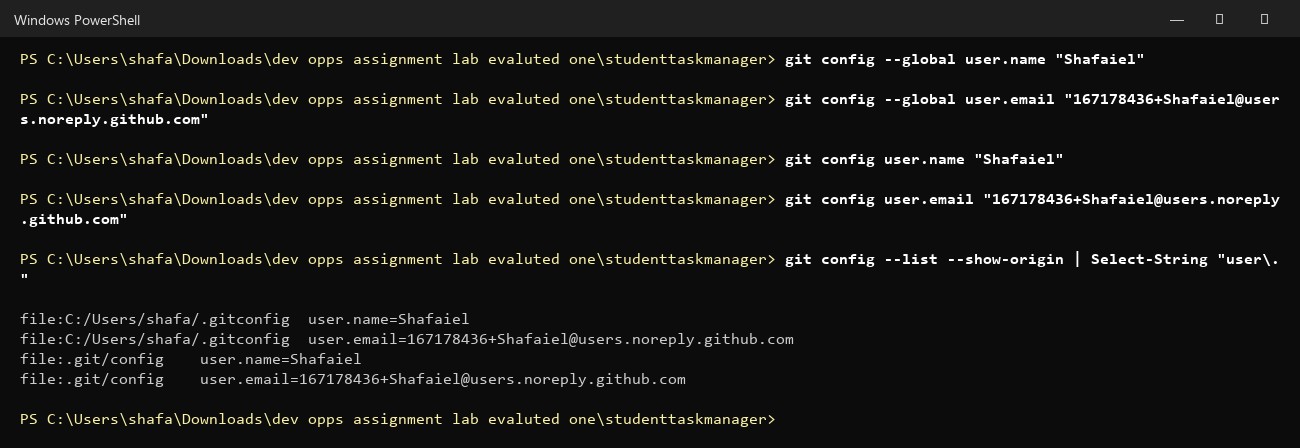 Windows PowerShell
PS C:\Users\shafa\Downloads\dev opps assignment lab evaluted one\studenttaskmanager> git config --global user.name "Shafaiel"
PS C:\Users\shafa\Downloads\dev opps assignment lab evaluted one\studenttaskmanager> git config --global user.email "167178436+Shafaiel@user
s.noreply.github.com"
PS C:\Users\shafa\Downloads\dev opps assignment lab evaluted one\studenttaskmanager> git config user.name "Shafaiel"
PS C:\Users\shafa\Downloads\dev opps assignment lab evaluted one\studenttaskmanager> git config user.email "167178436+Shafaiel@users.noreply
.github.com"
PS C:\Users\shafa\Downloads\dev opps assignment lab evaluted one\studenttaskmanager> git config --list --show-origin | Select-String "user\.
"
file:C:/Users/shafa/.gitconfig  user.name=Shafaiel
file:C:/Users/shafa/.gitconfig  user.email=167178436+Shafaiel@users.noreply.github.com
file:.git/config    user.name=Shafaiel
file:.git/config    user.email=167178436+Shafaiel@users.noreply.github.com
PS C:\Users\shafa\Downloads\dev opps assignment lab evaluted one\studenttaskmanager>